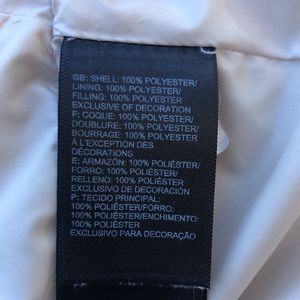 GB: SHELL: 100% POLYESTER/
LINING: 100% POLYESTER/
FILLING: 100% POLYESTER
EXCLUSIVE OF DECORATION
F: COQUE: 100% POLYESTER/
DOUBLURE: 100% POLYESTER/
BOURRAGE: 100% POLYESTER
À L'EXCEPTION DES
DÉCORATIONS
E: ARMAZÓN: 100% POLIÉSTER/
FORRO: 100% POLIÉSTER/
RELLENO: 100% POLIÉSTER
EXCLUSIVO DE DECORACIÓN
P: TECIDO PRINCIPAL:
100% POLIÉSTER/FORRO:
100% POLIÉSTER/ENCHIMENTO:
100% POLIÉSTER
EXCLUSIVO PARA DECORAÇÃO